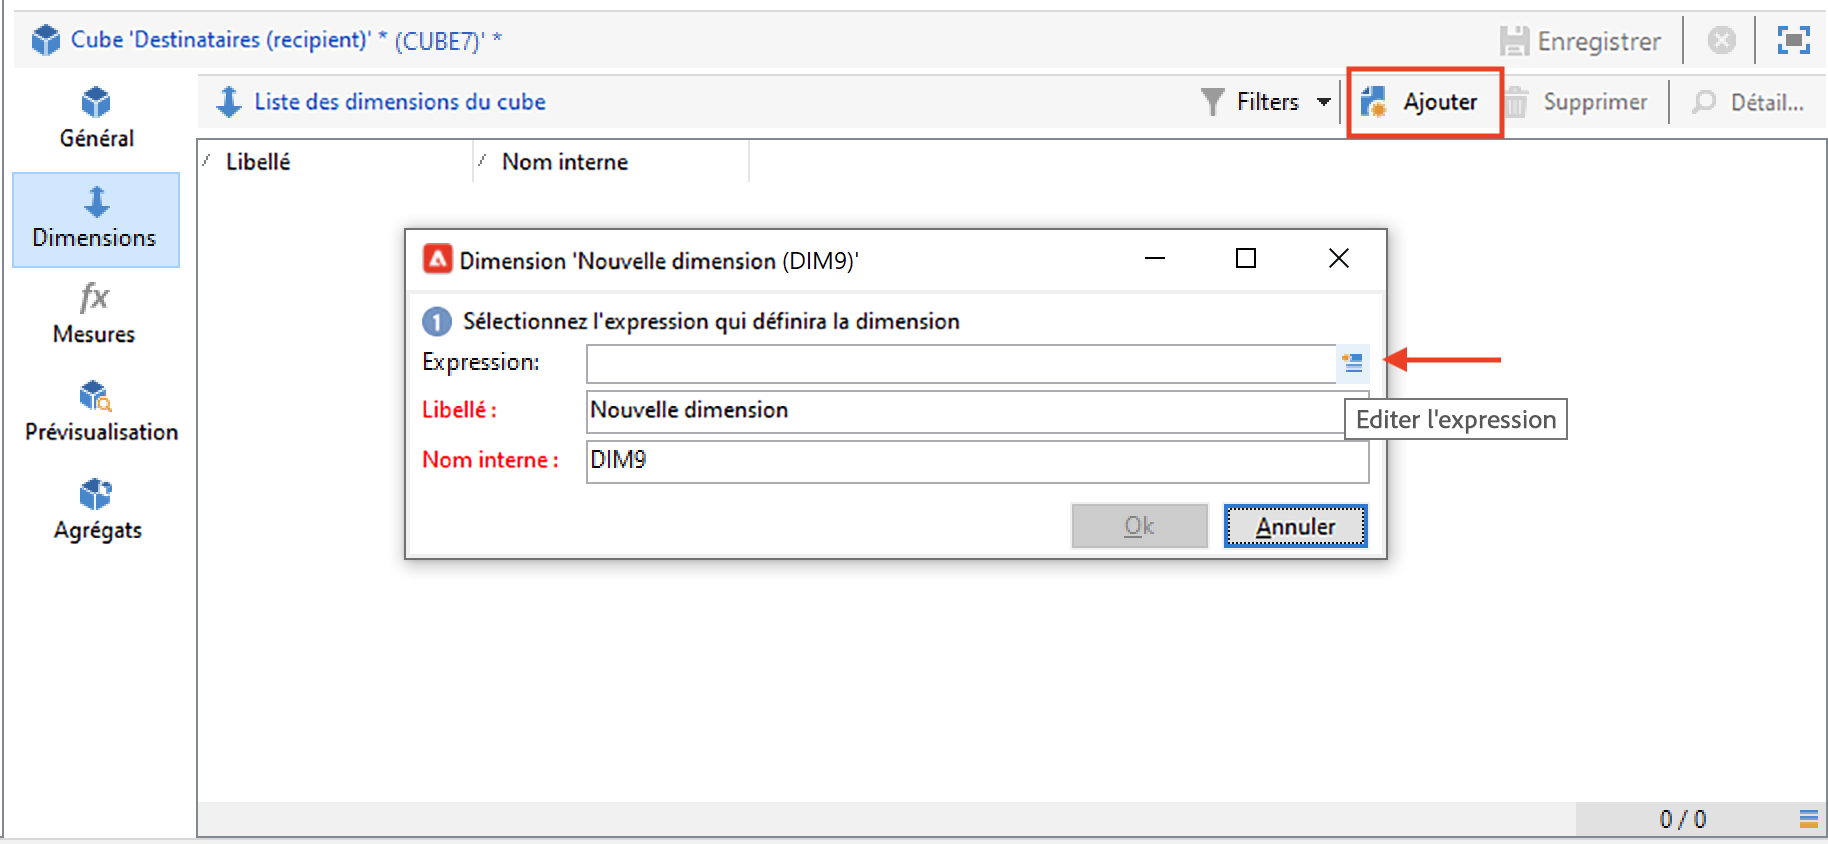 Cube 'Destinataires (recipient)' * (CUBE7)' *
Enregistrer
Général
Dimensions
Mesures
Prévisualisation
Agrégats
Liste des dimensions du cube
Filters
Ajouter
Supprimer
Détail...
Libellé
Nom interne
Dimension 'Nouvelle dimension (DIM9)'
1 Sélectionnez l'expression qui définira la dimension
Expression:
Libellé : Nouvelle dimension
Editer l'expression
Nom interne : DIM9
Ok
Annuler
0 / 0